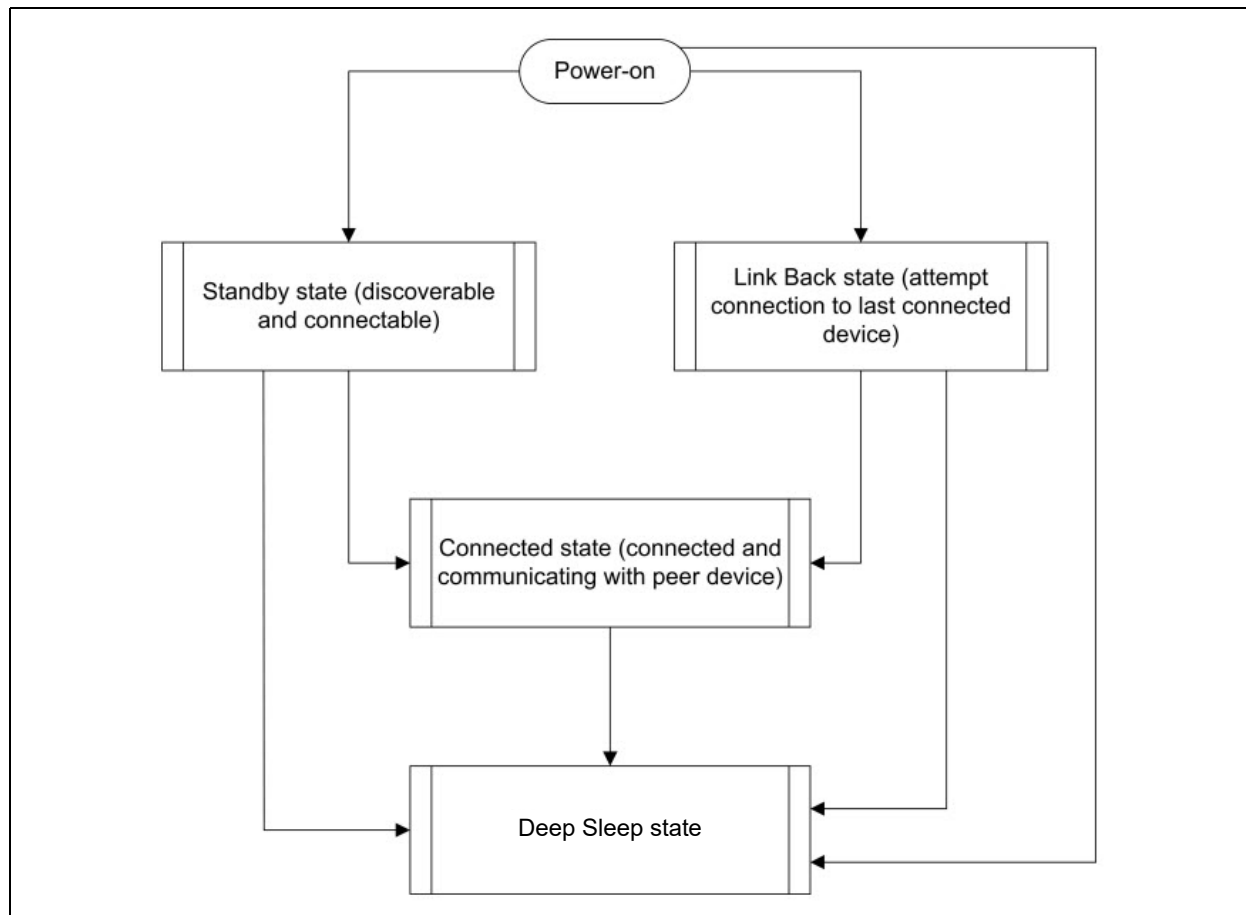 Power-on
Standby state (discoverable
and connectable)
Link Back state (attempt
connection to last connected
device)
Connected state (connected and
communicating with peer device)
Deep Sleep state